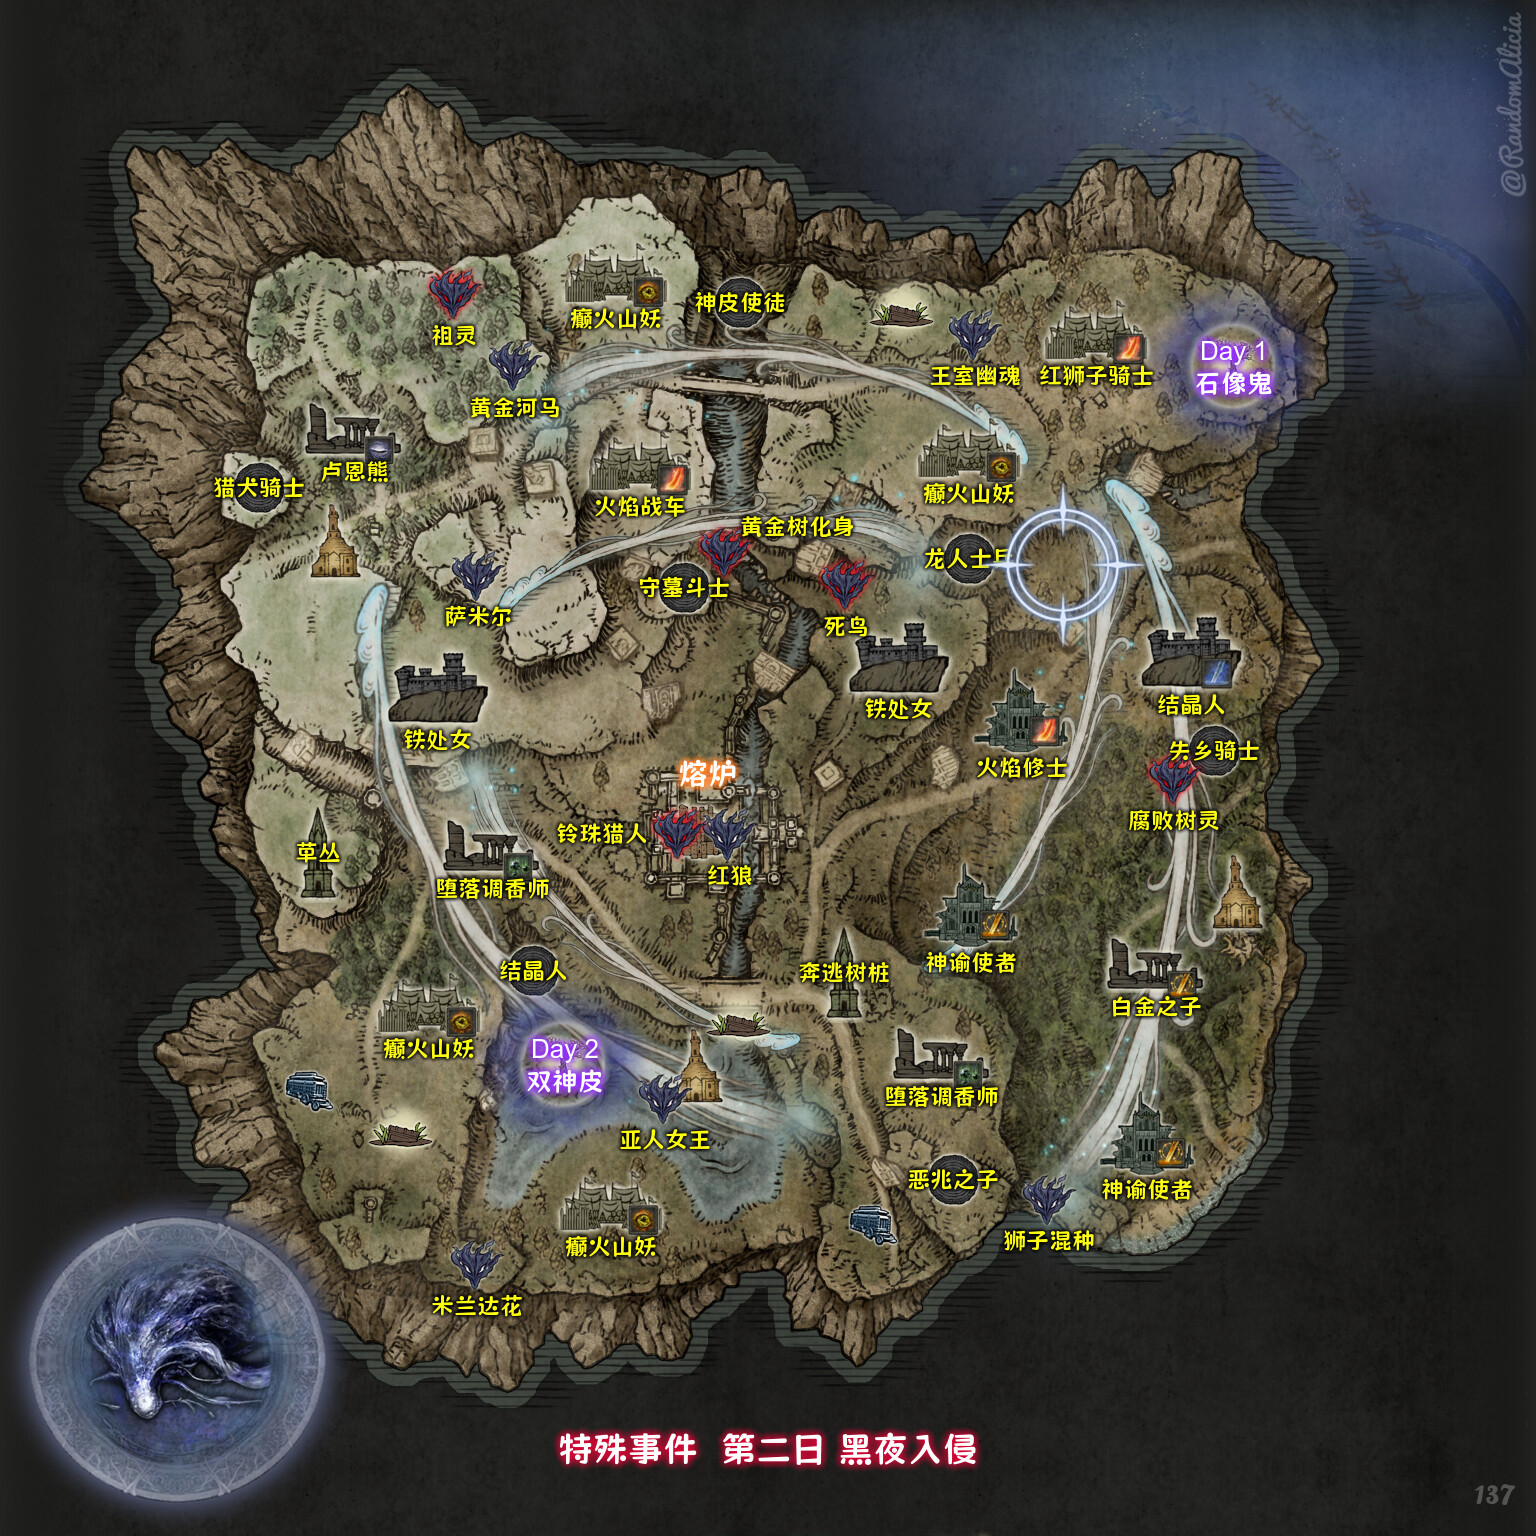 @RandomAlicia
祖灵
癫火山妖
神皮使徒
王室幽魂
红狮子骑士
Day 1
石像鬼
黄金河马
卢恩熊
猎犬骑士
火焰战车
癫火山妖
黄金树化身
龙人士兵
守墓斗士
萨米尔
死鸟
铁处女
铁处女
结晶人
失乡骑士
火焰修士
熔炉
腐败树灵
铃珠猎人
红狼
草丛
堕落调香师
结晶人
奔逃树桩
神谕使者
白金之子
癫火山妖
Day 2
双神皮
堕落调香师
亚人女王
恶兆之子
神谕使者
狮子混种
癫火山妖
米兰达花
特殊事件 第二日 黑夜入侵
137